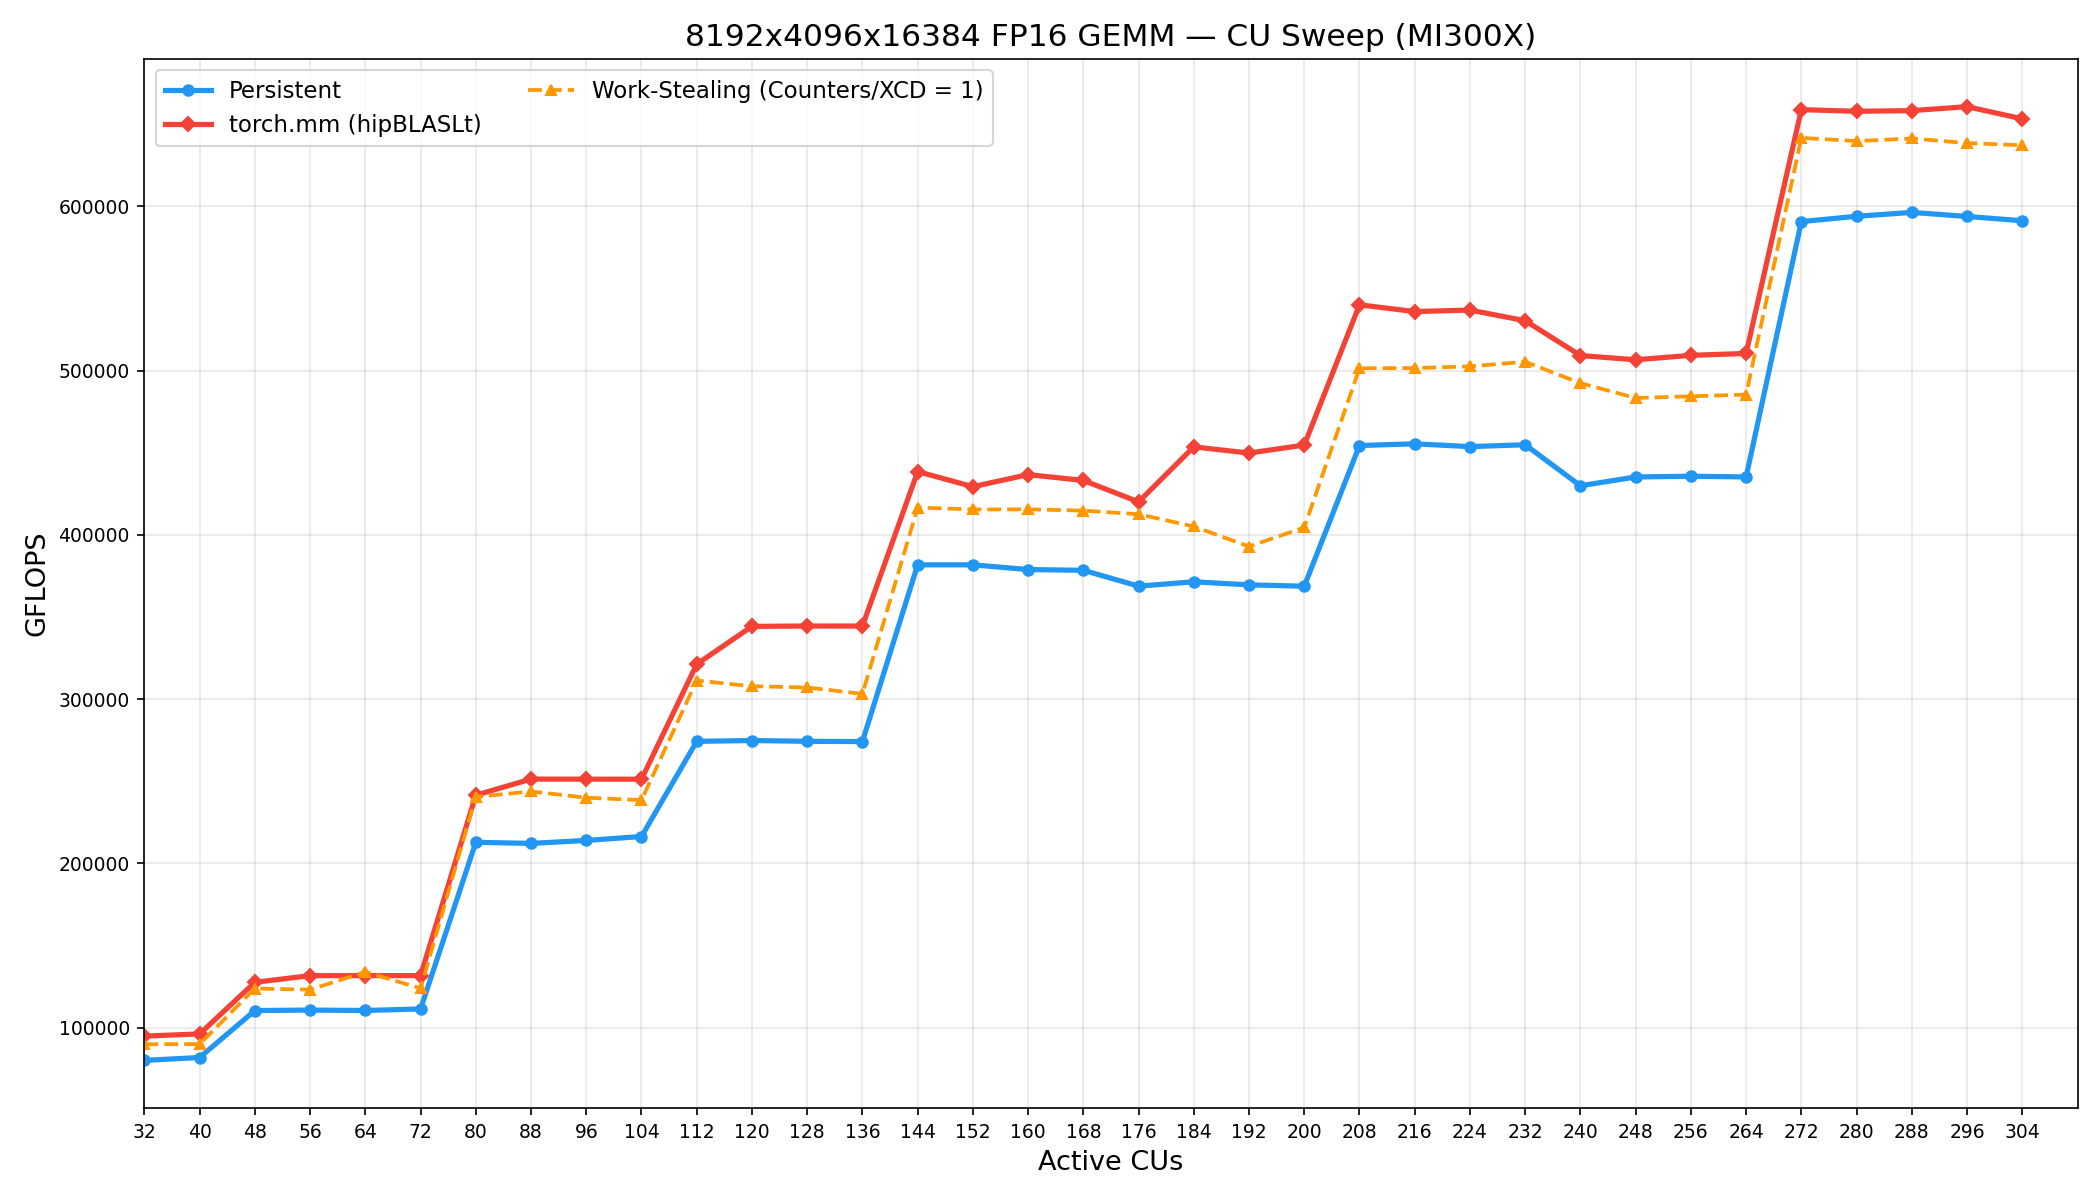 8192x4096x16384 FP16 GEMM — CU Sweep (MI300X)
Persistent
torch.mm (hipBLASLt)
Work-Stealing (Counters/XCD = 1)
GFLOPS
600000
500000
400000
300000
200000
100000
32 40 48 56 64 72 80 88 96 104 112 120 128 136 144 152 160 168 176 184 192 200 208 216 224 232 240 248 256 264 272 280 288 296 304
Active CUs